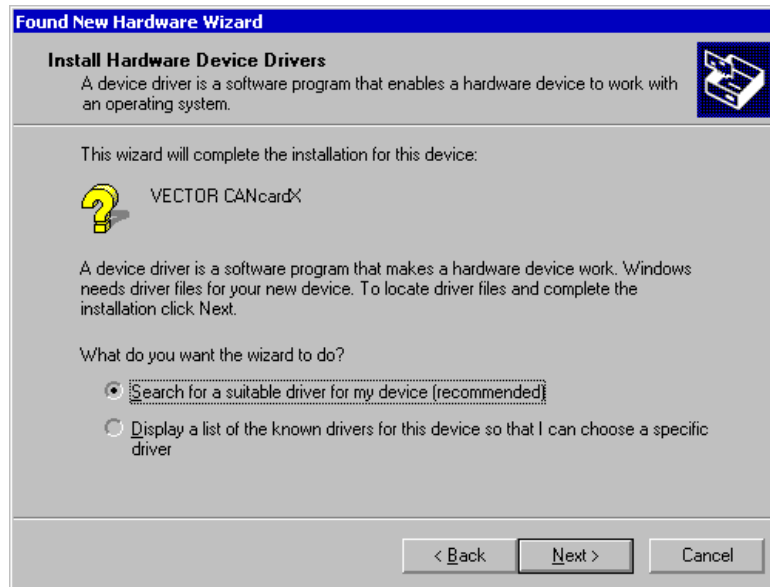 Found New Hardware Wizard
Install Hardware Device Drivers
A device driver is a software program that enables a hardware device to work with
an operating system.
This wizard will complete the installation for this device:
VECTOR CANcardX
A device driver is a software program that makes a hardware device work. Windows
needs driver files for your new device. To locate driver files and complete the
installation click Next.
What do you want the wizard to do?
Search for a suitable driver for my device (recommended)
Display a list of the known drivers for this device so that I can choose a specific
driver
< Back Next > Cancel